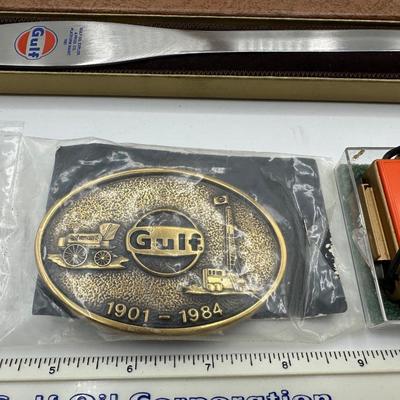 Gulf
Gulf
1901 – 1984
5 6 7 8 9
Gulf Oil Corporation